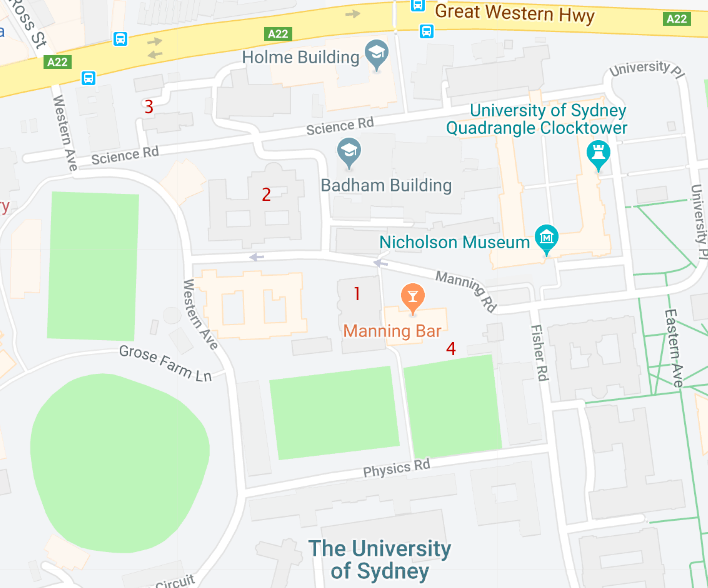 Ross St
Great Western Hwy
A22
A22
A22
Holme Building
University Pl
3
University of Sydney
Quadrangle Clocktower
Western Ave
Science Rd
Science Rd
Badham Building
2
ry
University Pl
Nicholson Museum
Manning Rd
1
Western Ave
Manning Bar
4
Fisher Rd
Eastern Ave
Grose Farm Ln
Physics Rd
The University
of Sydney
Circuit